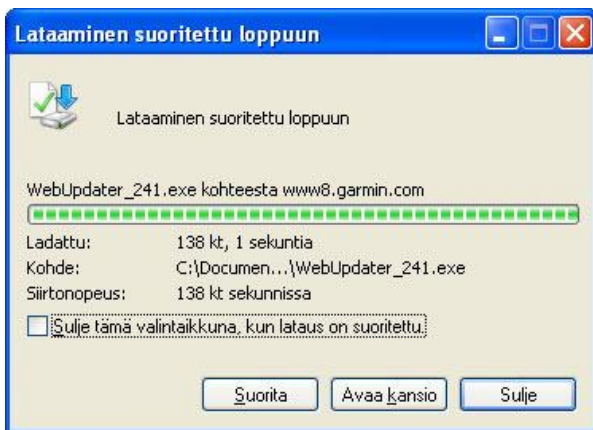 Lataaminen suoritettu loppuun
Lataaminen suoritettu loppuun
WebUpdater_241.exe kohteesta www8.garmin.com
Ladattu: 138 kt, 1 sekuntia
Kohde: C:\Documen...\WebUpdater_241.exe
Siirtonopeus: 138 kt sekunnissa
Sulje tämä valintaikkuna, kun lataus on suoritettu.
Suorita Avaa kansio Sulje